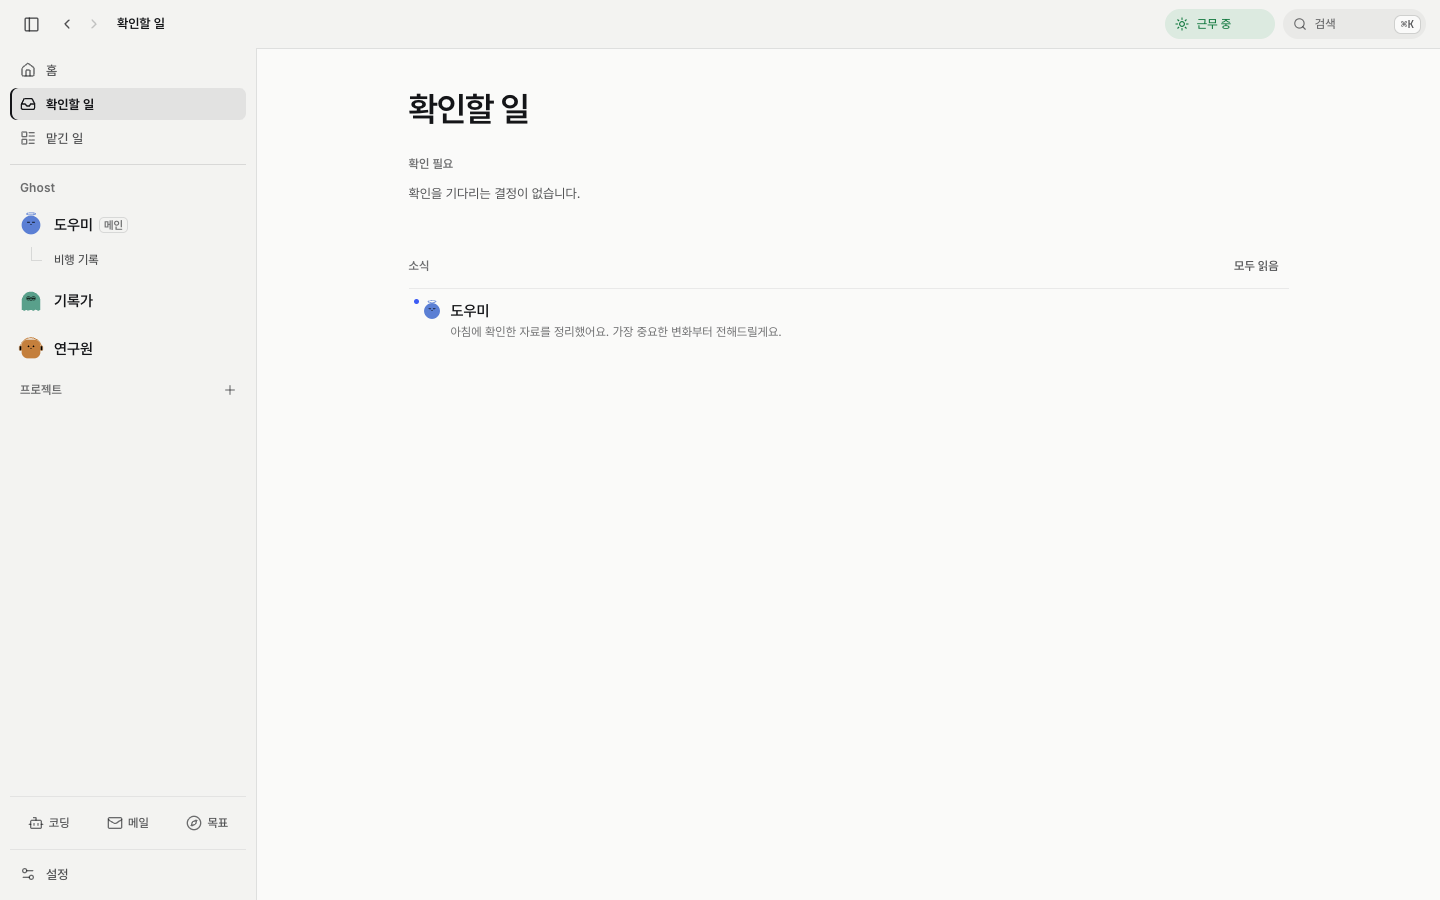 확인할 일
근무 중
검색
⌘K
홈
확인할 일
맡긴 일
Ghost
도우미 메인
비행 기록
기록가
연구원
프로젝트
코딩
메일
목표
설정
확인할 일
확인 필요
확인을 기다리는 결정이 없습니다.
소식
모두 읽음
도우미
아침에 확인한 자료를 정리했어요. 가장 중요한 변화부터 전해드릴게요.